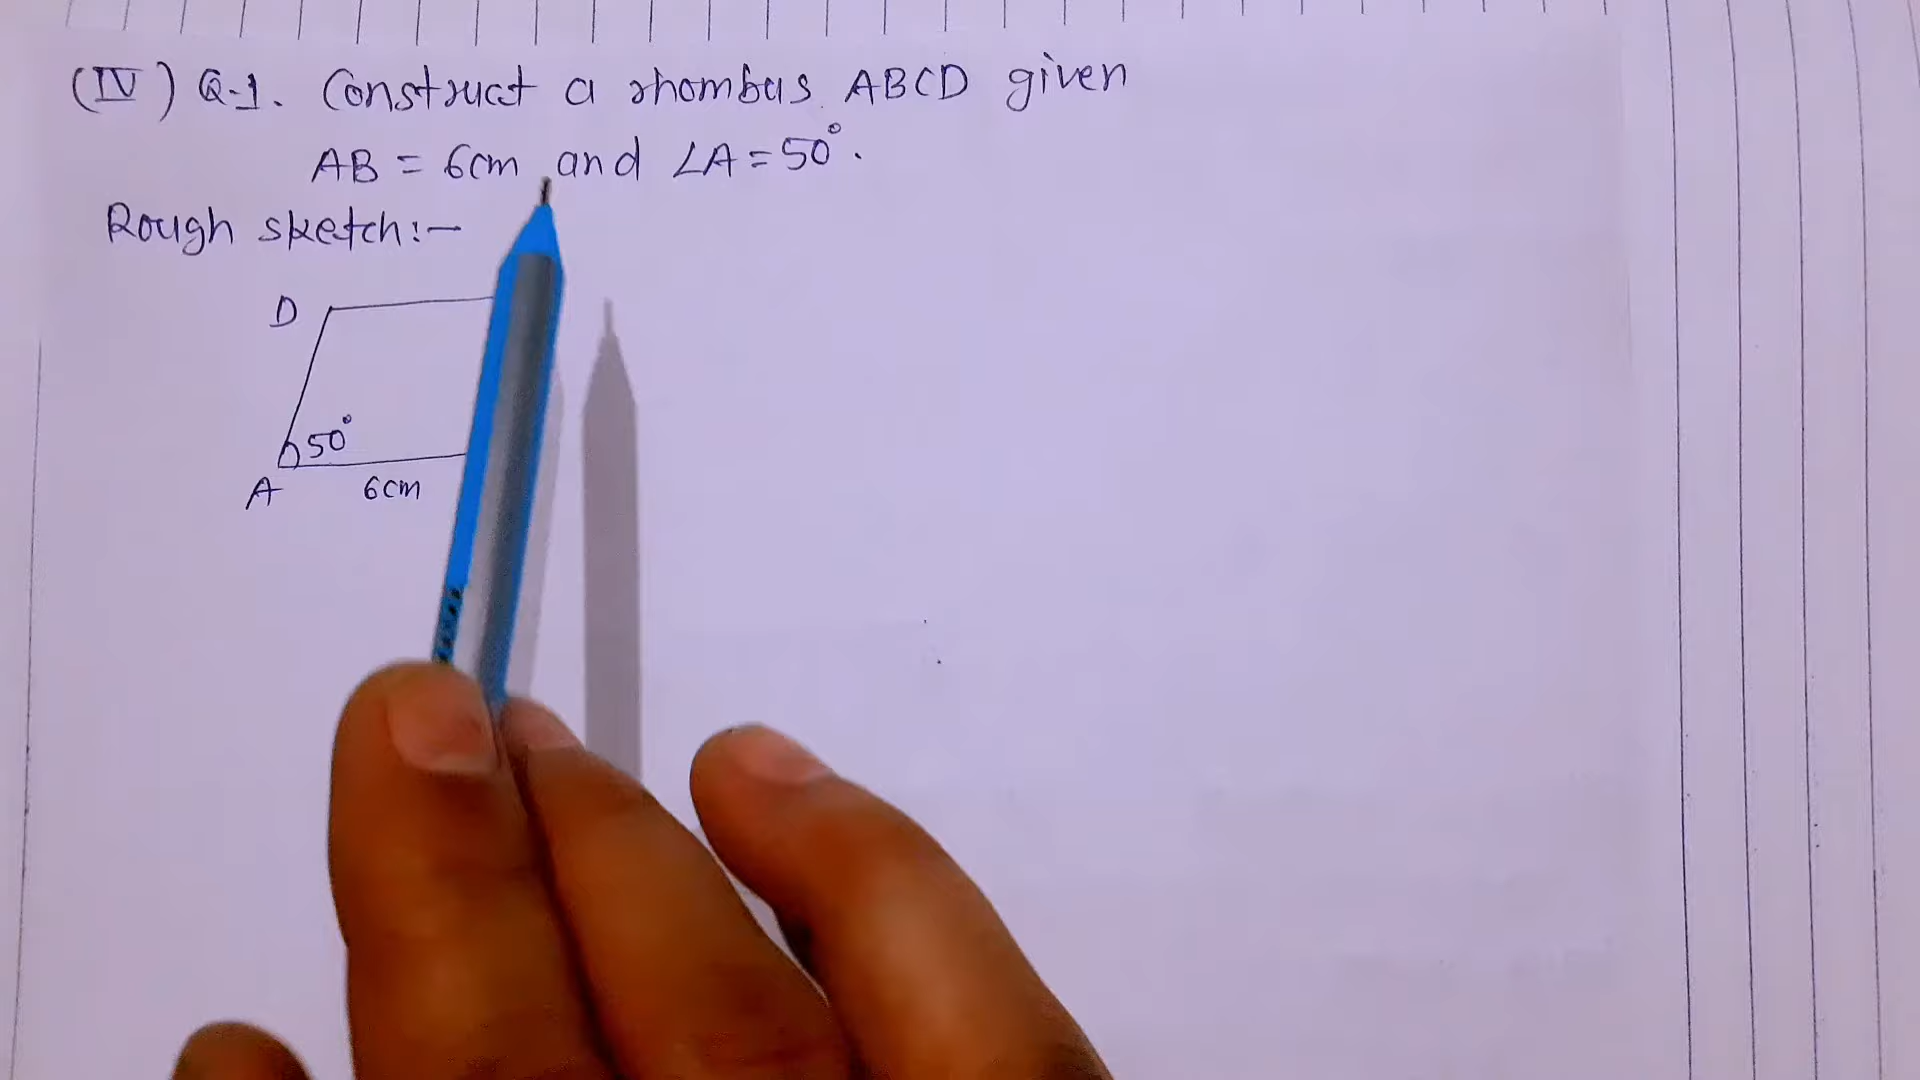 (IV) Q-1. Construct a rhombus ABCD given
AB = 6cm and ∠A = 50°.
Rough sketch:-
D
50°
A 6cm